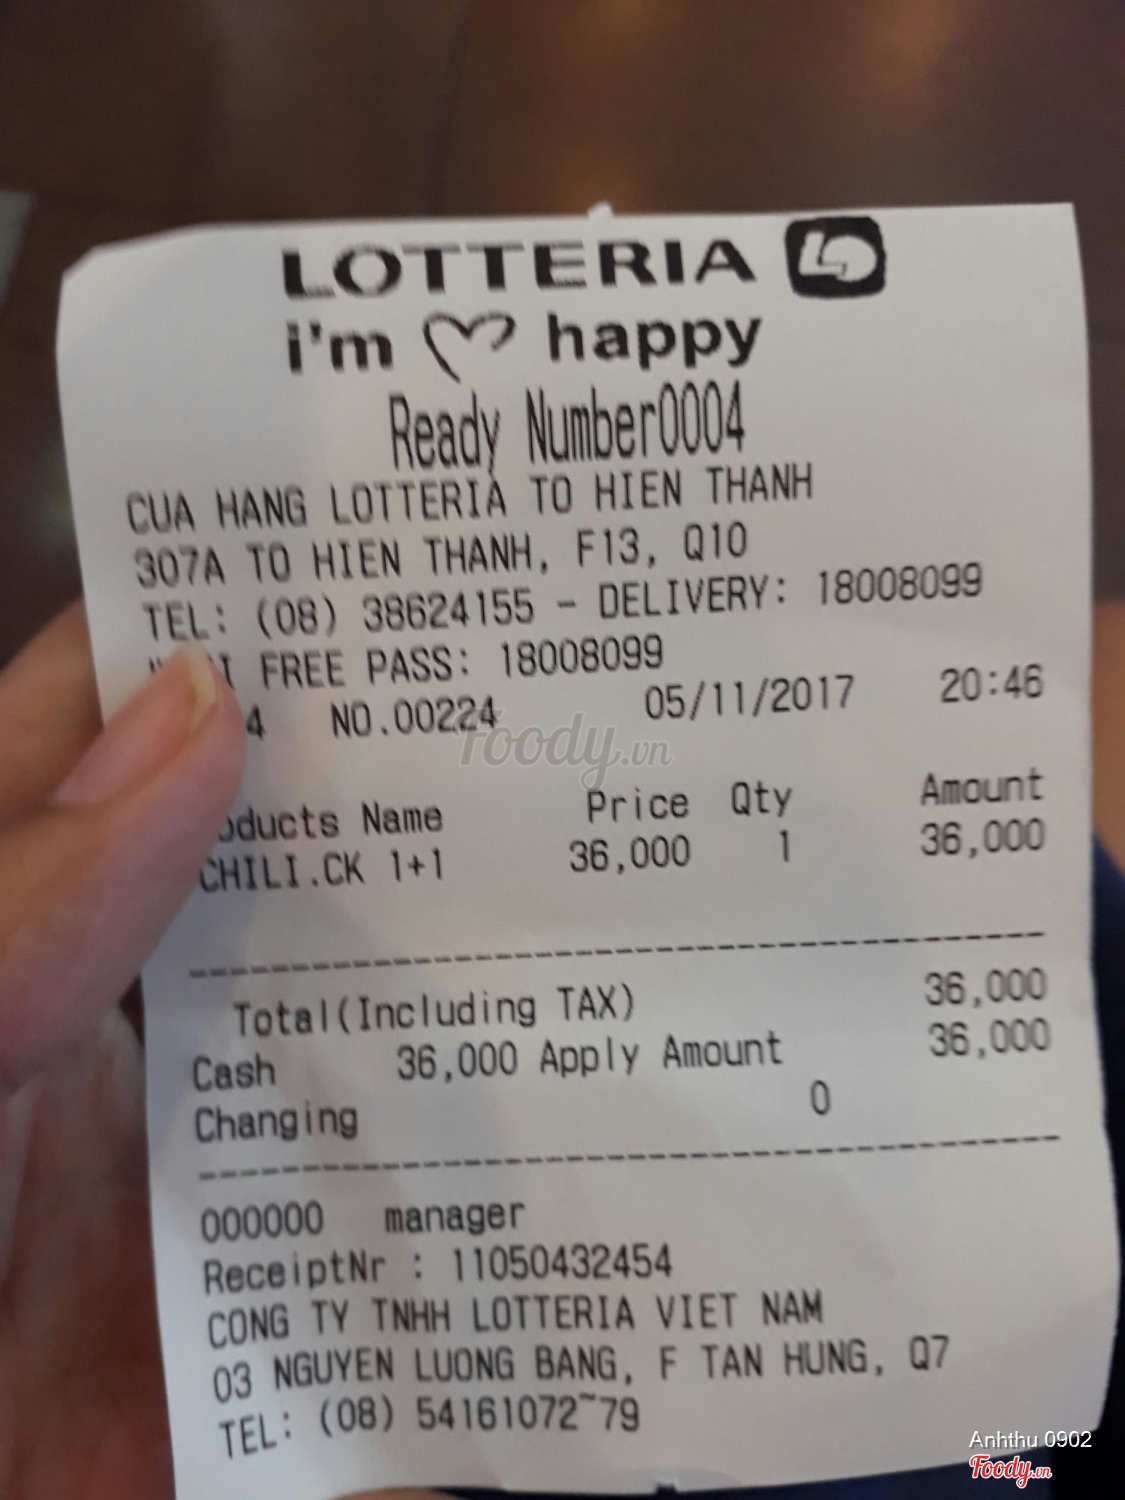 LOTTERIA
i'm happy
Ready Number0004
CUA HANG LOTTERIA TO HIEN THANH
307A TO HIEN THANH, F13, Q10
TEL: (08) 38624155 - DELIVERY: 18008099
FREE PASS: 18008099
4 NO.00224 05/11/2017 20:46
Foody.vn
oducts Name Price Qty Amount
CHILI.CK 1+1 36,000 1 36,000
Total(Including TAX) 36,000
Cash 36,000 Apply Amount 36,000
Changing 0
000000 manager
ReceiptNr : 11050432454
CONG TY TNHH LOTTERIA VIET NAM
03 NGUYEN LUONG BANG, F TAN HUNG, Q7
TEL: (08) 54161072~79
Anhthu 0902
Foody.vn